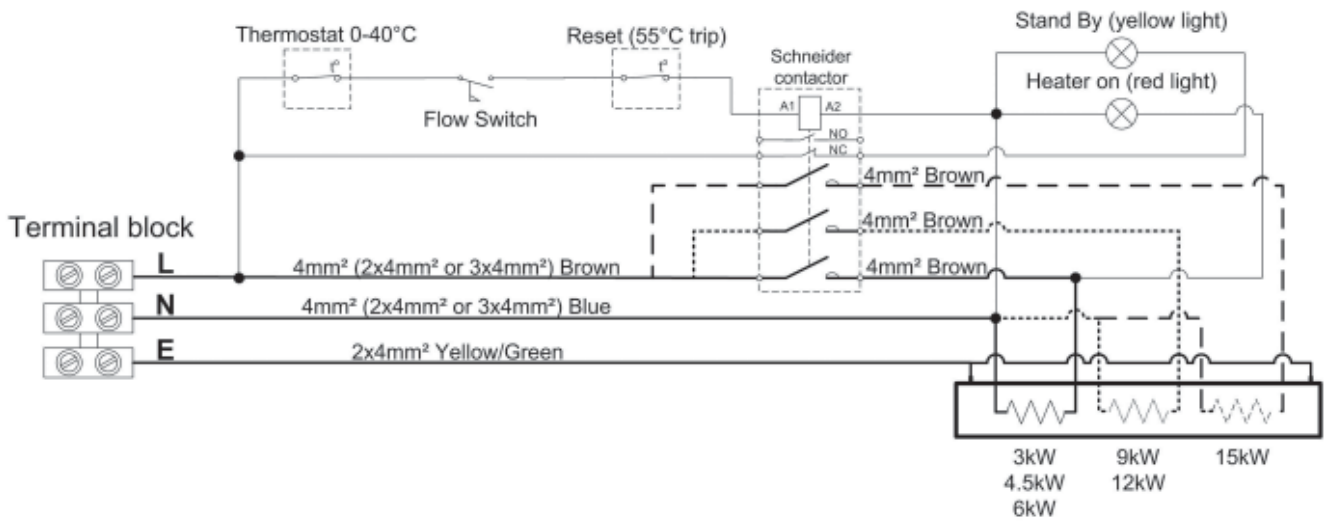 Stand By (yellow light)
Thermostat 0-40°C
Reset (55°C trip)
Schneider
contactor
Heater on (red light)
t°
t°
Flow Switch
A1
A2
NO
NC
4mm² Brown
4mm² Brown
Terminal block
L
4mm² (2x4mm² or 3x4mm²) Brown
4mm² Brown
N
4mm² (2x4mm² or 3x4mm²) Blue
E
2x4mm² Yellow/Green
3kW
9kW
15kW
4.5kW
12kW
6kW